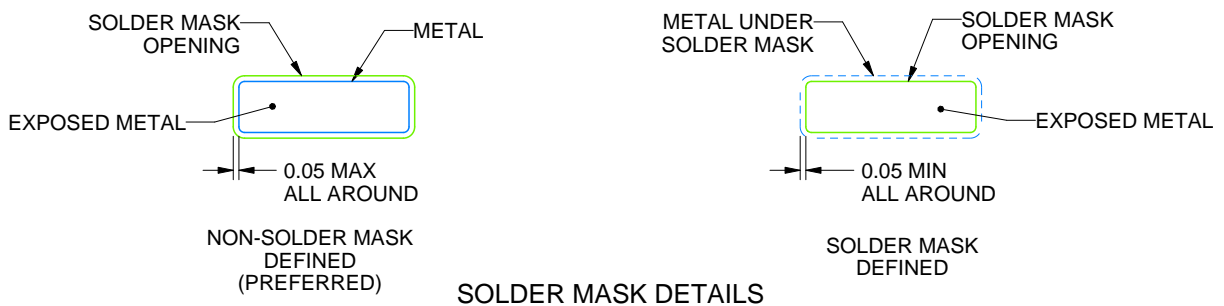 SOLDER MASK
OPENING
METAL
EXPOSED METAL
0.05 MAX
ALL AROUND
NON-SOLDER MASK
DEFINED
(PREFERRED)
METAL UNDER
SOLDER MASK
SOLDER MASK
OPENING
EXPOSED METAL
0.05 MIN
ALL AROUND
SOLDER MASK
DEFINED
SOLDER MASK DETAILS